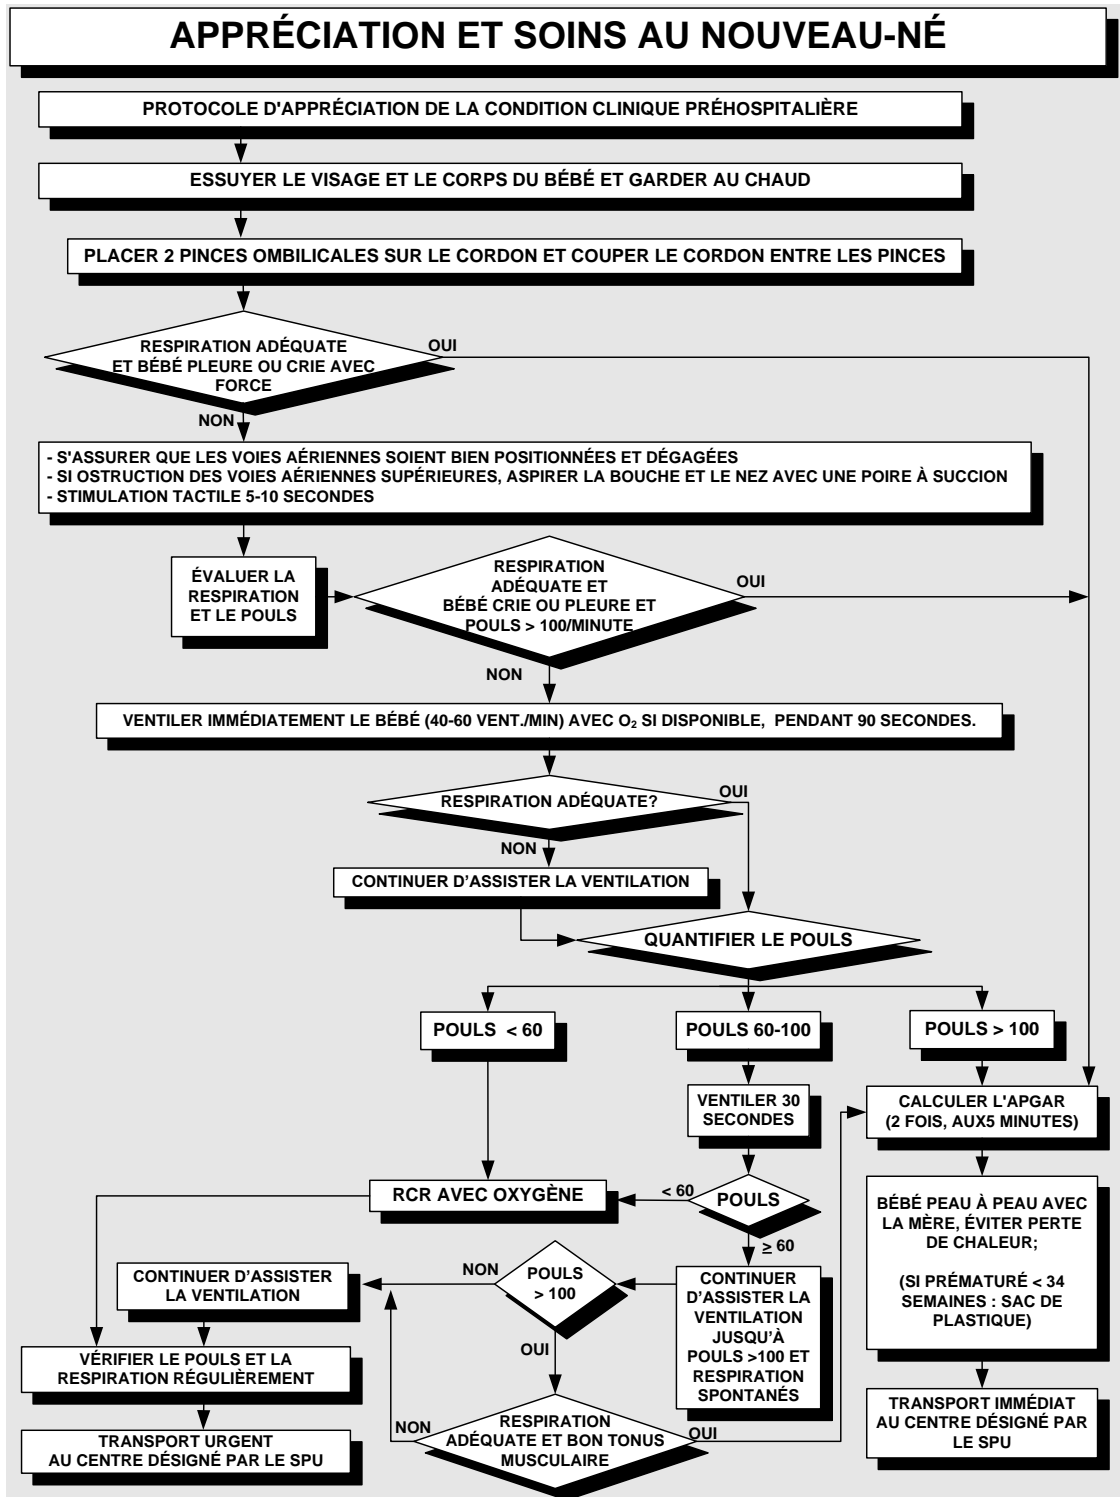 APPRÉCIATION ET SOINS AU NOUVEAU-NÉ
PROTOCOLE D'APPRÉCIATION DE LA CONDITION CLINIQUE PRÉHOSPITALIÈRE
ESSUYER LE VISAGE ET LE CORPS DU BÉBÉ ET GARDER AU CHAUD
PLACER 2 PINCES OMBILICALES SUR LE CORDON ET COUPER LE CORDON ENTRE LES PINCES
RESPIRATION ADÉQUATE
ET BÉBÉ PLEURE OU CRIE AVEC
FORCE
OUI
NON
- S'ASSURER QUE LES VOIES AÉRIENNES SOIENT BIEN POSITIONNÉES ET DÉGAGÉES
- SI OSTRUCTION DES VOIES AÉRIENNES SUPÉRIEURES, ASPIRER LA BOUCHE ET LE NEZ AVEC UNE POIRE À SUCCION
- STIMULATION TACTILE 5-10 SECONDES
ÉVALUER LA
RESPIRATION
ET LE POULS
RESPIRATION
ADÉQUATE ET
BÉBÉ CRIE OU PLEURE ET
POULS > 100/MINUTE
OUI
NON
VENTILER IMMÉDIATEMENT LE BÉBÉ (40-60 VENT./MIN) AVEC O₂ SI DISPONIBLE, PENDANT 90 SECONDES.
RESPIRATION ADÉQUATE?
OUI
NON
CONTINUER D'ASSISTER LA VENTILATION
QUANTIFIER LE POULS
POULS < 60
POULS 60-100
POULS > 100
VENTILER 30
SECONDES
CALCULER L'APGAR
(2 FOIS, AUX5 MINUTES)
RCR AVEC OXYGÈNE
< 60
POULS
≥ 60
BÉBÉ PEAU À PEAU AVEC
LA MÈRE, ÉVITER PERTE
DE CHALEUR;
(SI PRÉMATURÉ < 34
SEMAINES : SAC DE
PLASTIQUE)
CONTINUER D'ASSISTER
LA VENTILATION
NON
POULS
> 100
OUI
CONTINUER
D'ASSISTER LA
VENTILATION
JUSQU'À
POULS >100 ET
RESPIRATION
SPONTANÉS
VÉRIFIER LE POULS ET LA
RESPIRATION RÉGULIÈREMENT
NON
RESPIRATION
ADÉQUATE ET BON TONUS
MUSCULAIRE
OUI
TRANSPORT URGENT
AU CENTRE DÉSIGNÉ PAR LE SPU
TRANSPORT IMMÉDIAT
AU CENTRE DÉSIGNÉ PAR
LE SPU